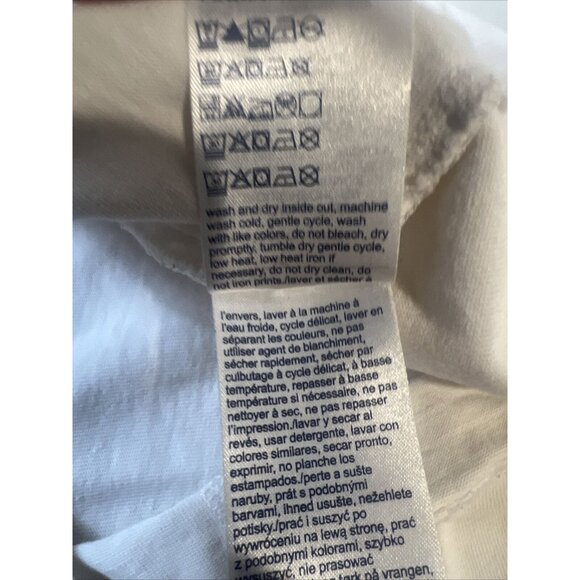 wash and dry inside out, machine
wash cold, gentle cycle, wash
with like colors, do not bleach, dry
promptly, tumble dry gentle cycle,
low heat, low heat iron if
necessary, do not dry clean, do
not iron prints./laver et sécher à
l'envers, laver à la machine à
l'eau froide, cycle délicat, laver en
séparant les couleurs, ne pas
utiliser agent de blanchiment,
sécher rapidement, sécher par
culbutage à cycle délicat, à basse
température, repasser à basse
température si nécessaire, ne pas
nettoyer à sec, ne pas repasser
l'impression./lavar y secar al
revés, usar detergente, lavar con
colores similares, secar pronto,
exprimir, no planche los
estampados./perte a sušte
naruby, prát s podobnými
barvami, ihned usušte, nežehlete
potisky./prać i suszyć po
wywróceniu na lewą stronę, prać
z podobnymi kolorami, szybko
suszyć, nie prasować
tørk på vrangen,